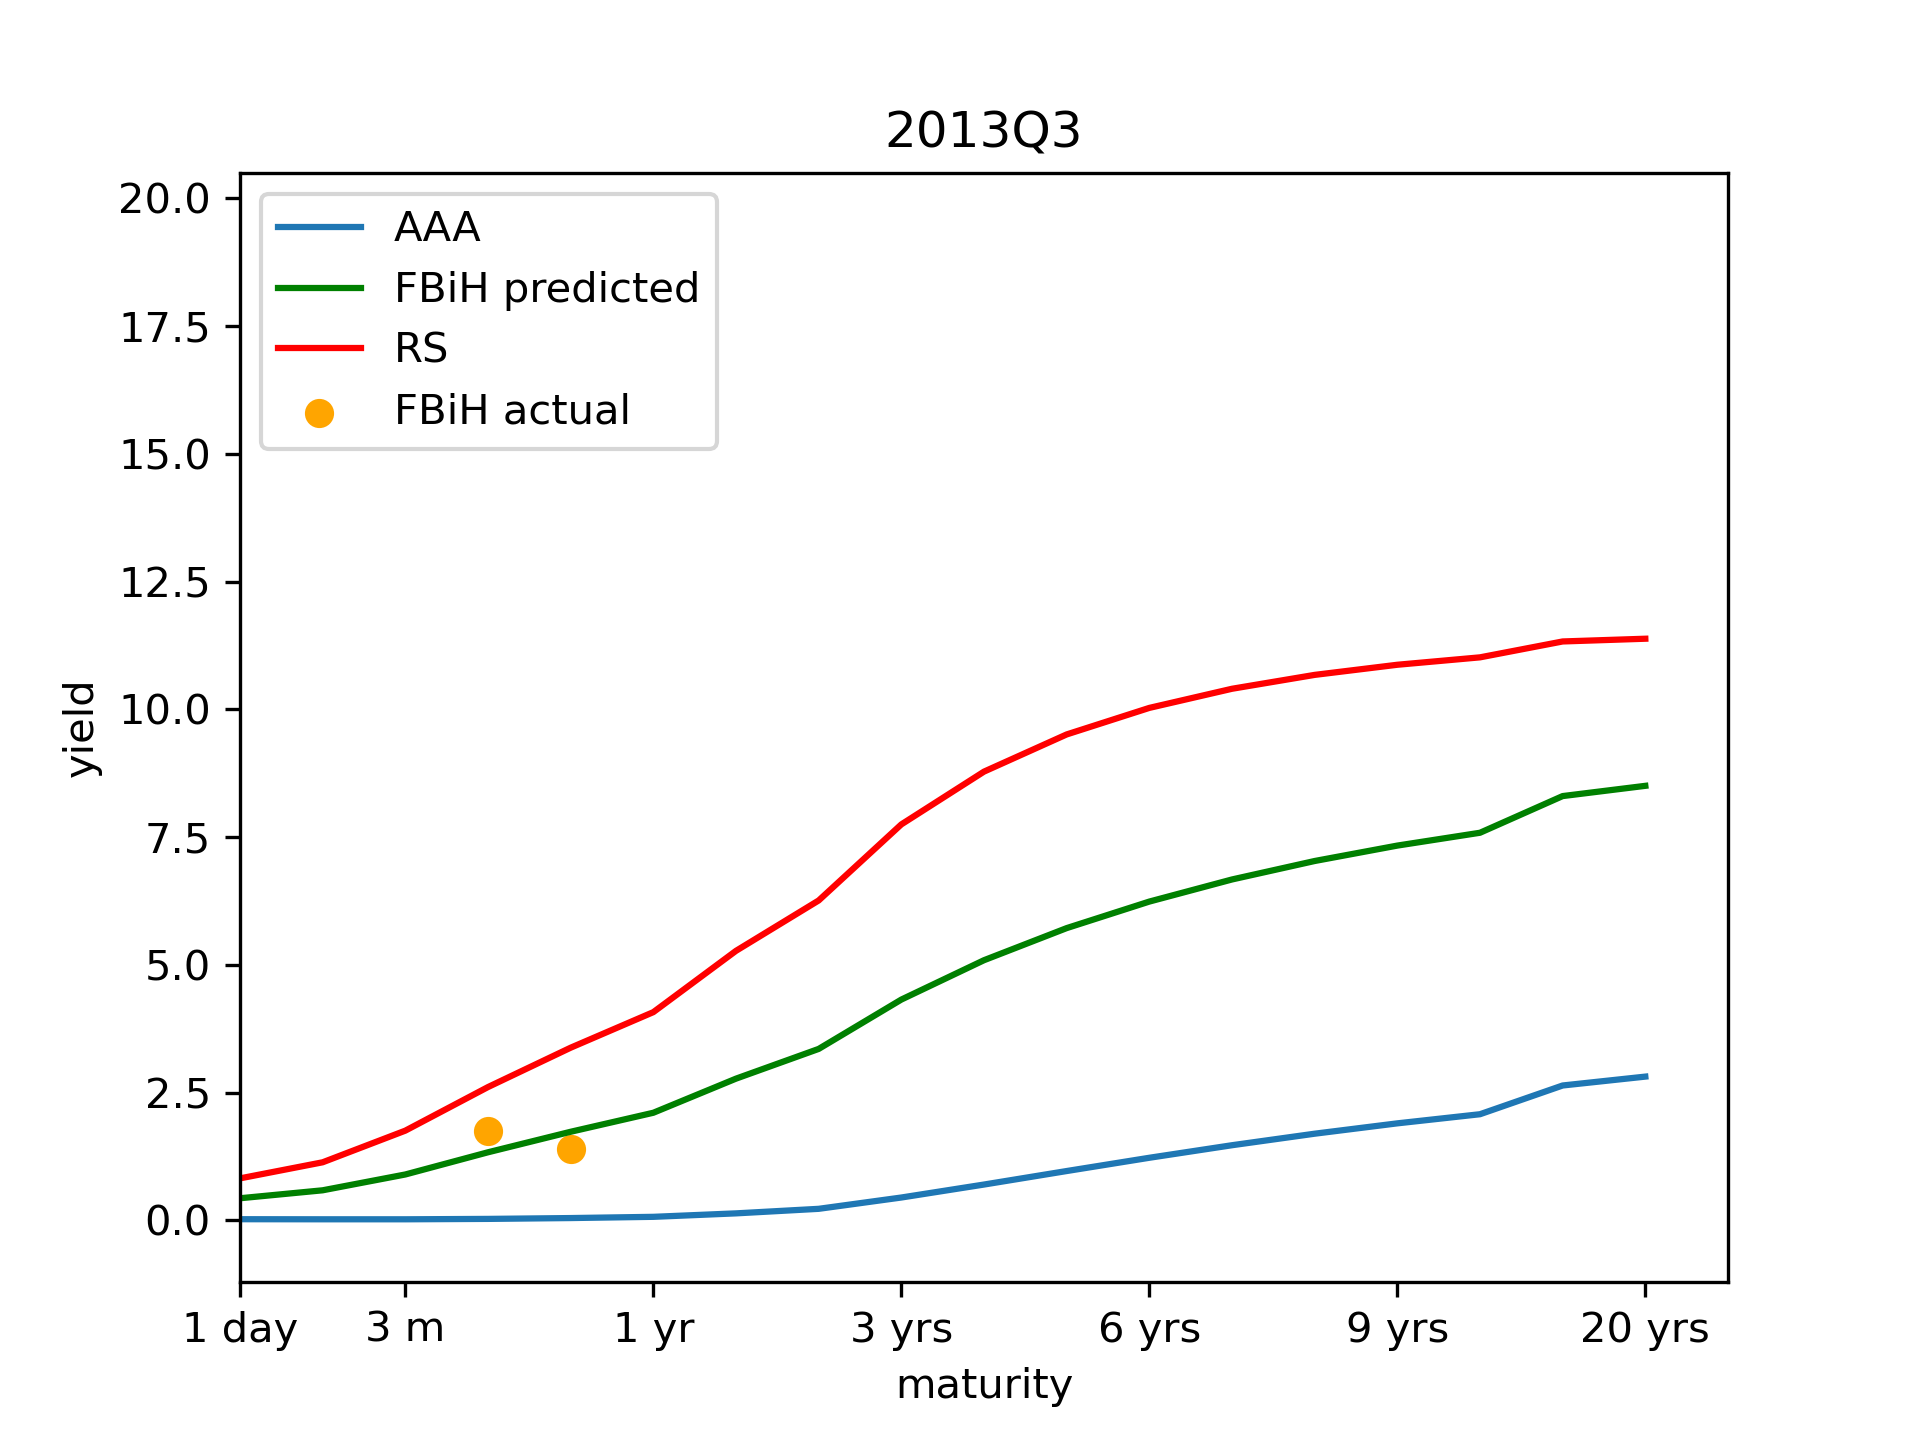 2013Q3
20.0
17.5
15.0
12.5
10.0
7.5
5.0
2.5
0.0
yield
AAA
FBiH predicted
RS
FBiH actual
1 day 3 m 1 yr 3 yrs 6 yrs 9 yrs 20 yrs
maturity